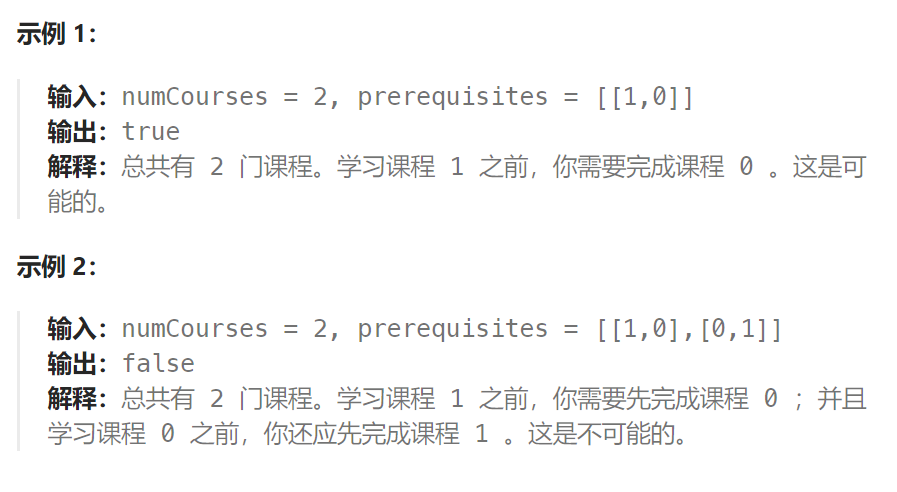 示例 1：
输入：numCourses = 2, prerequisites = [[1,0]]
输出：true
解释：总共有 2 门课程。学习课程 1 之前，你需要完成课程 0 。这是可
能的。
示例 2：
输入：numCourses = 2, prerequisites = [[1,0],[0,1]]
输出：false
解释：总共有 2 门课程。学习课程 1 之前，你需要先完成课程 0 ；并且
学习课程 0 之前，你还应先完成课程 1 。这是不可能的。